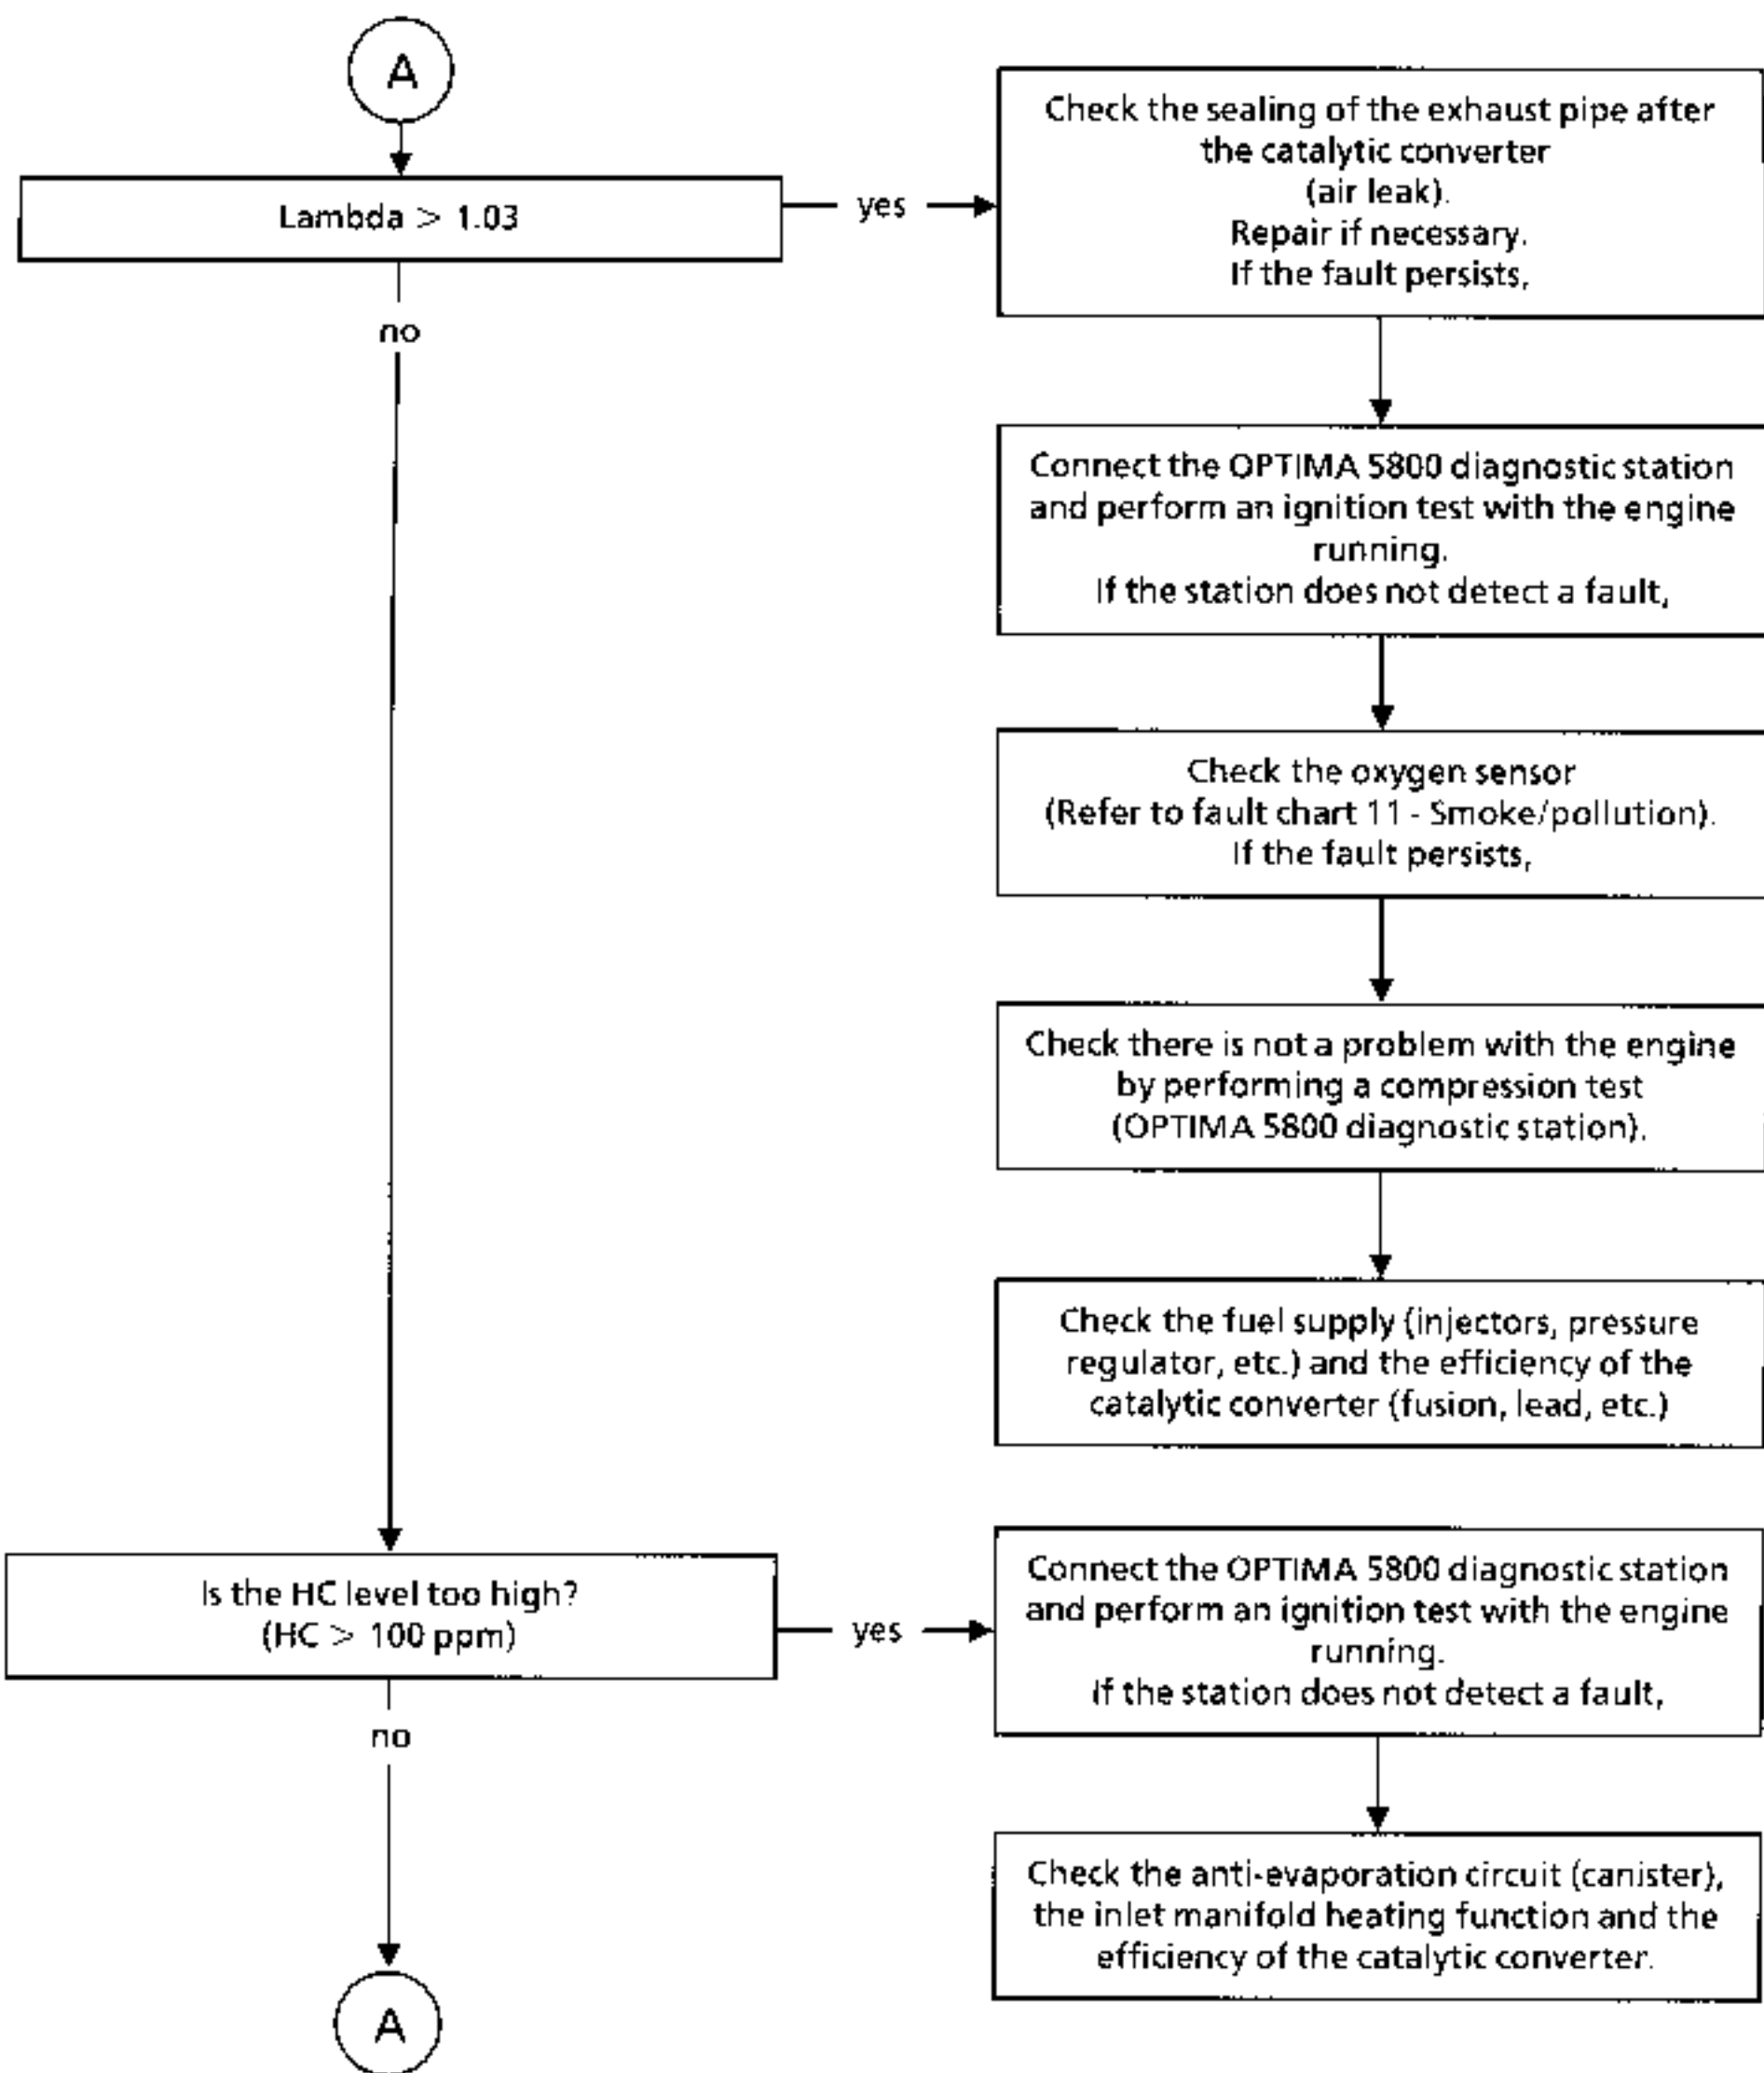 A
Lambda > 1.03
yes
Check the sealing of the exhaust pipe after
the catalytic converter
(air leak).
Repair if necessary.
If the fault persists,
no
Connect the OPTIMA 5800 diagnostic station
and perform an ignition test with the engine
running.
If the station does not detect a fault,
Check the oxygen sensor
(Refer to fault chart 11 - Smoke/pollution).
If the fault persists,
Check there is not a problem with the engine
by performing a compression test
(OPTIMA 5800 diagnostic station).
Check the fuel supply (injectors, pressure
regulator, etc.) and the efficiency of the
catalytic converter (fusion, lead, etc.)
Is the HC level too high?
(HC > 100 ppm)
yes
Connect the OPTIMA 5800 diagnostic station
and perform an ignition test with the engine
running.
If the station does not detect a fault,
no
Check the anti-evaporation circuit (canister),
the inlet manifold heating function and the
efficiency of the catalytic converter.
A